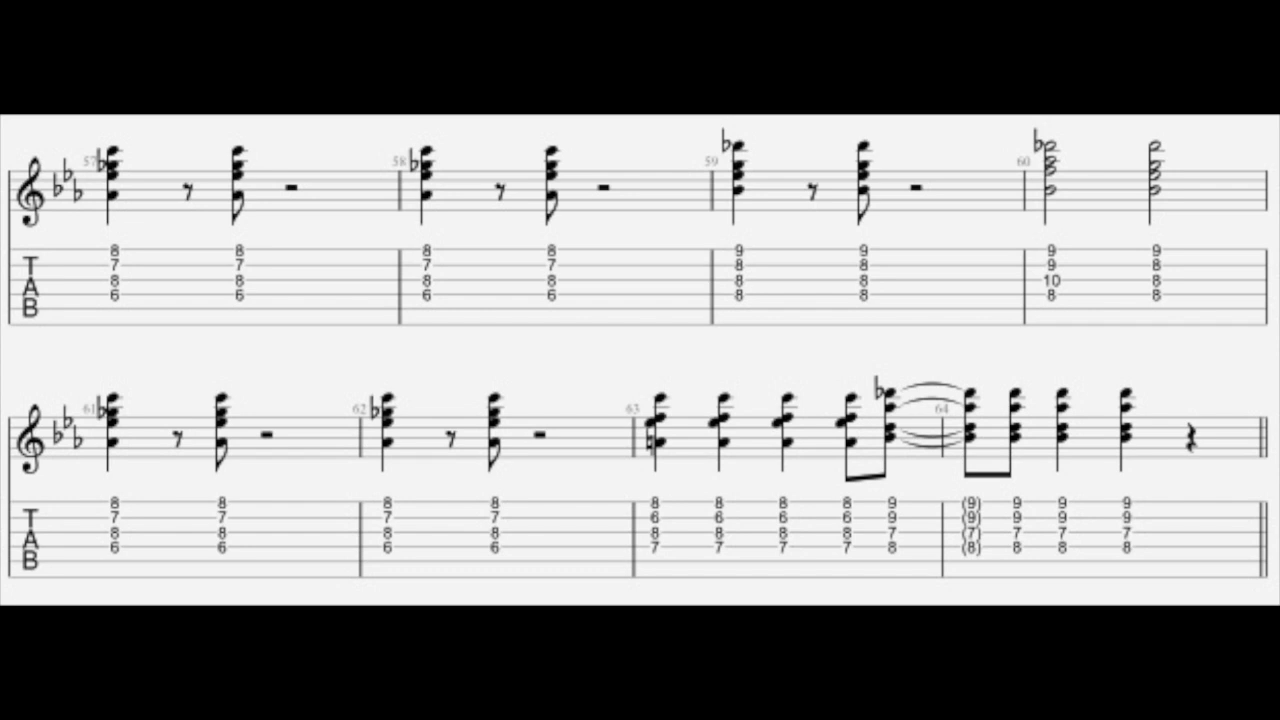 57 58 59 60
8 8 8 8 9 9 9 9
T 7 7 7 7 8 8 9 8
A 8 8 8 8 8 8 10 8
B 6 6 6 6 8 8 8 8
61 62 63 64
8 8 8 8 8 8 8 8 9 (9) 9 9 9
T 7 7 7 7 6 6 6 6 9 (9) 9 9 9
A 8 8 8 8 8 8 8 8 7 (7) 7 7 7
B 6 6 6 6 7 7 7 7 8 (8) 8 8 8